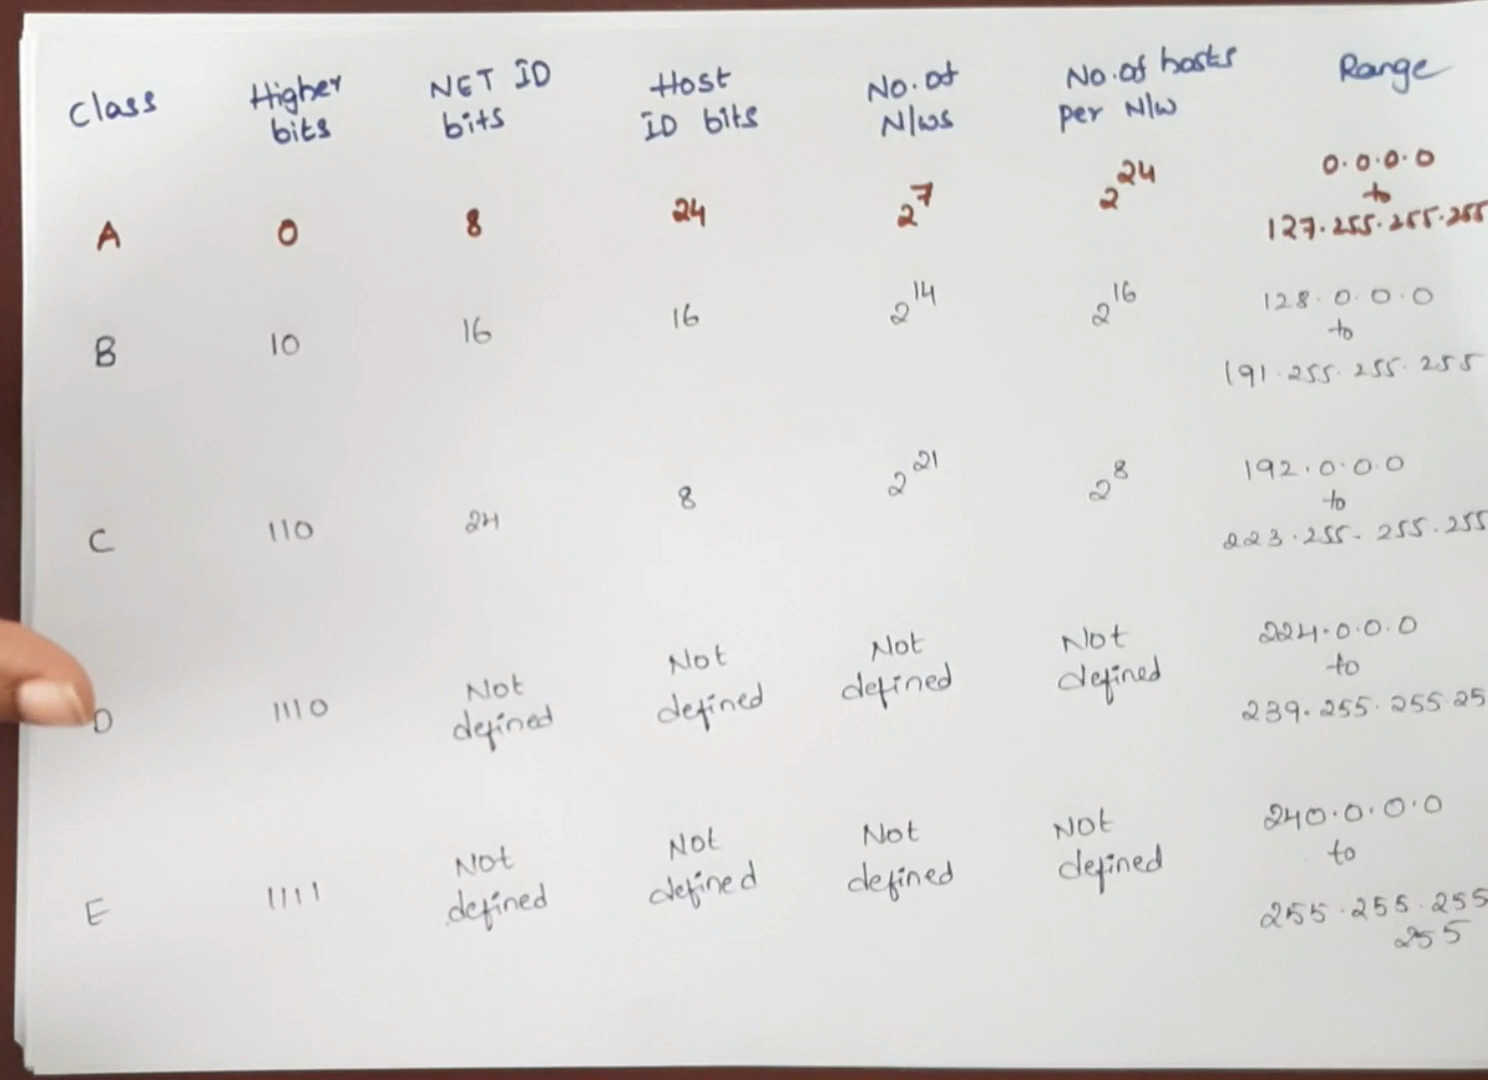 Class Higher bits NET ID bits Host ID bits No. of N/ws No. of hosts per N/w Range
A 0 8 24 2^7 2^24 0.0.0.0 to 127.255.255.255
B 10 16 16 2^14 2^16 128.0.0.0 to 191.255.255.255
C 110 24 8 2^21 2^8 192.0.0.0 to 223.255.255.255
D 1110 Not defined Not defined Not defined Not defined 224.0.0.0 to 239.255.255.25
E 1111 Not defined Not defined Not defined Not defined 240.0.0.0 to 255.255.255 255